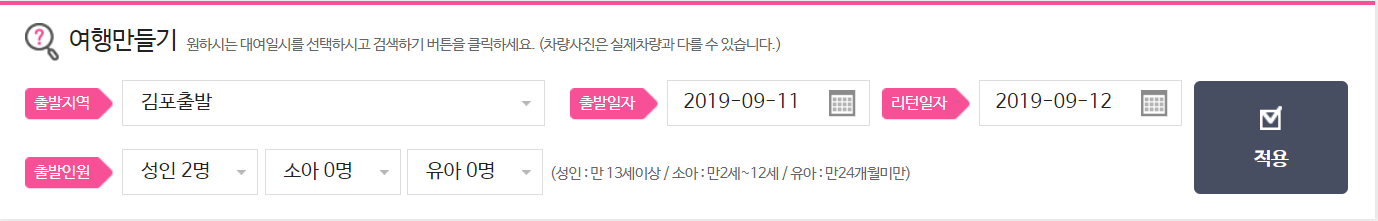 여행만들기 원하시는 대여일시를 선택하시고 검색하기 버튼을 클릭하세요. (차량사진은 실제차량과 다를 수 있습니다.)
출발지역 김포출발 출발일자 2019-09-11 리턴일자 2019-09-12
적용
출발인원 성인 2명 소아 0명 유아 0명 (성인 : 만 13세이상 / 소아 : 만2세~12세 / 유아 : 만24개월미만)